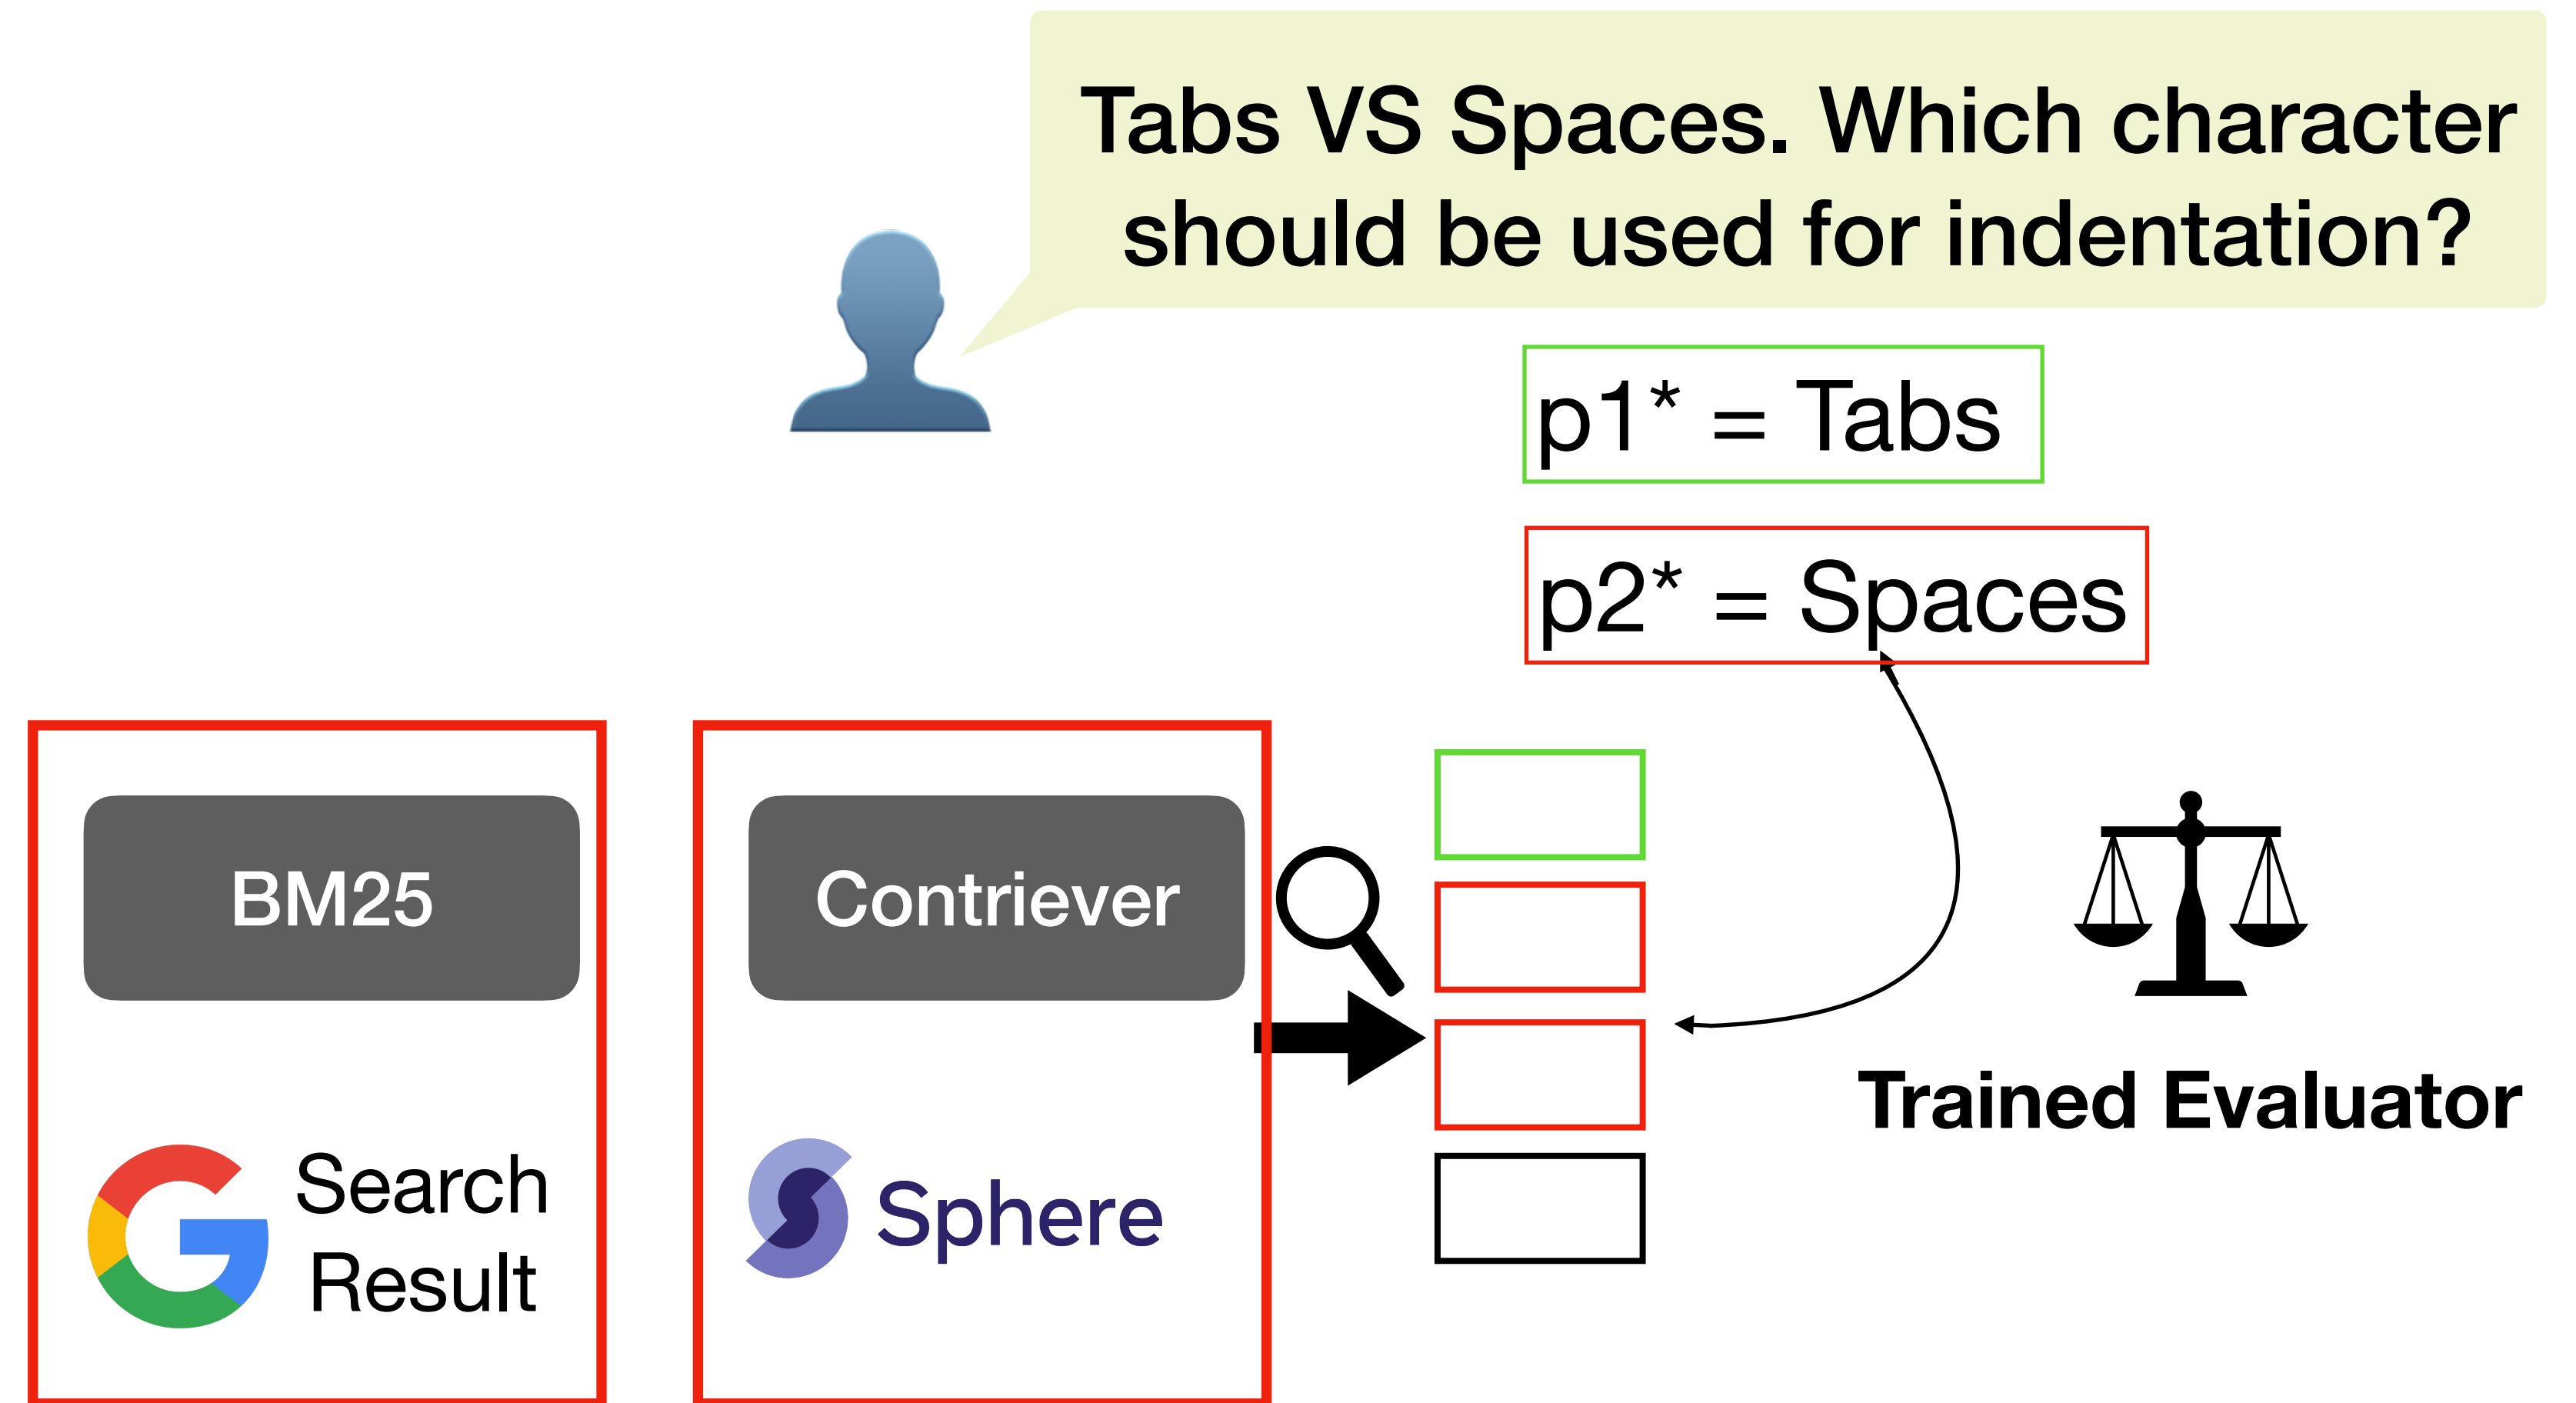 Tabs VS Spaces. Which character
should be used for indentation?
p1* = Tabs
p2* = Spaces
BM25
Contriever
Search
Result
Sphere
Trained Evaluator